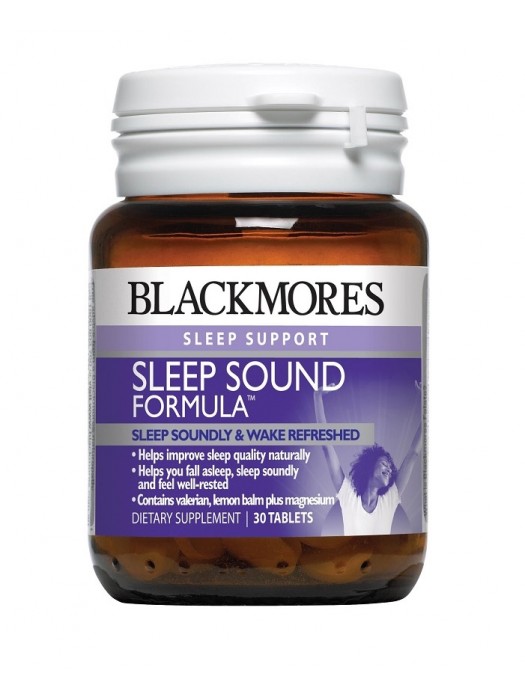 BLACKMORES
SLEEP SUPPORT
SLEEP SOUND
FORMULA™
SLEEP SOUNDLY & WAKE REFRESHED
• Helps improve sleep quality naturally
• Helps you fall asleep, sleep soundly
and feel well-rested
• Contains valerian, lemon balm plus magnesium
DIETARY SUPPLEMENT | 30 TABLETS